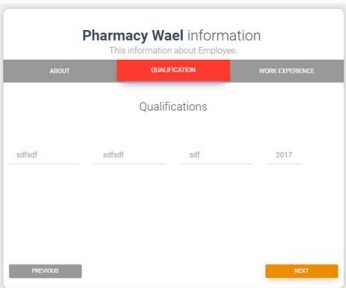 Pharmacy Wael information
This information about Employee.
ABOUT QUALIFICATION WORK EXPERIENCE
Qualifications
sdfsdf sdfsdf sdf 2017
PREVIOUS NEXT